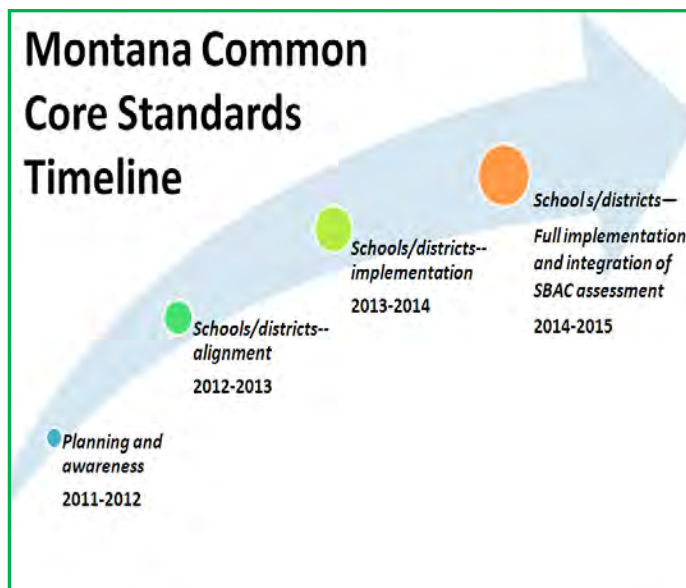 Montana Common
Core Standards
Timeline
School s/districts—
Full implementation
and integration of
SBAC assessment
2014-2015
Schools/districts--
implementation
2013-2014
Schools/districts--
alignment
2012-2013
Planning and
awareness
2011-2012